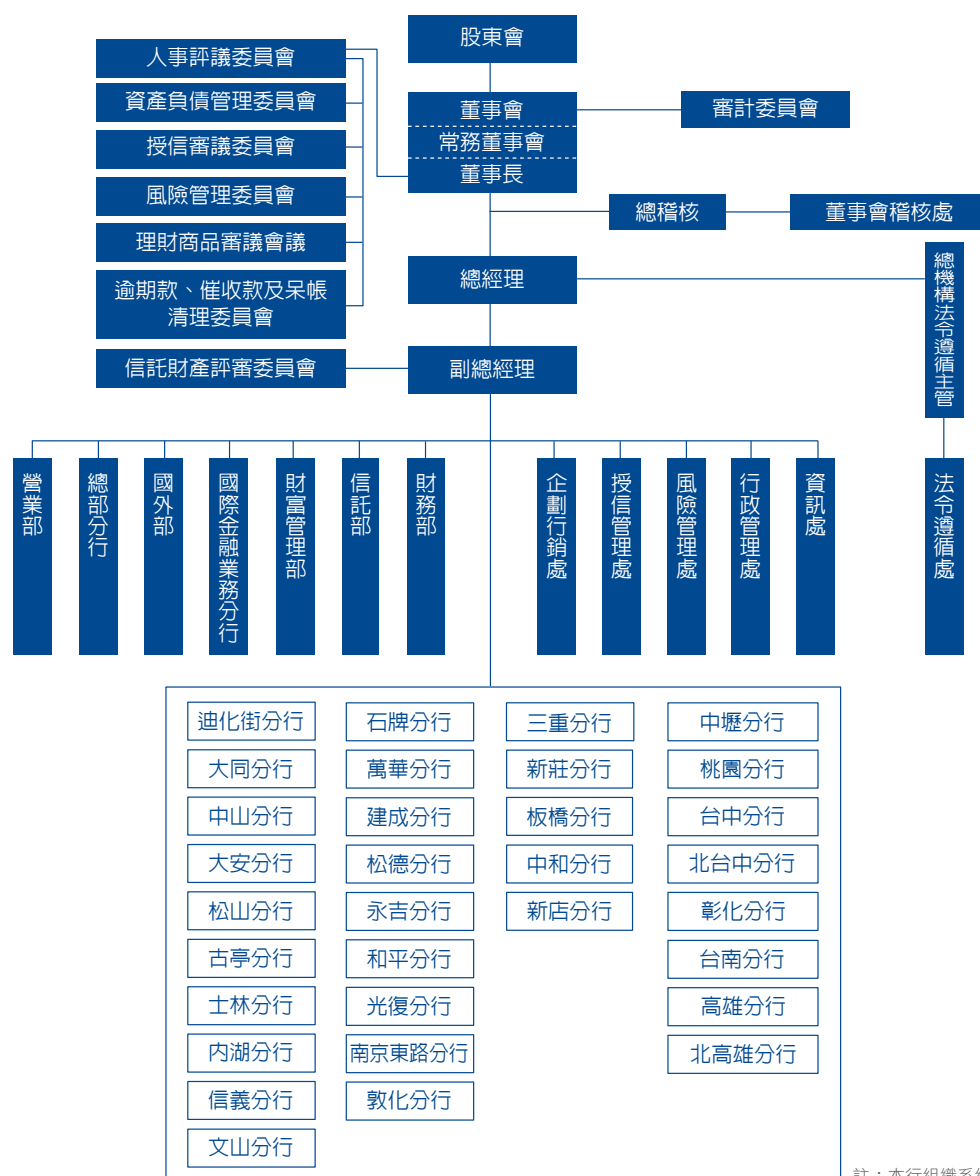 股東會
人事評議委員會
資產負債管理委員會
授信審議委員會
風險管理委員會
理財商品審議會議
逾期款、催收款及呆帳
清理委員會
信託財產評審委員會
董事會
常務董事會
董事長
審計委員會
總稽核
董事會稽核處
總經理
總機構法令遵循主管
副總經理
營業部
總部分行
國外部
國際金融業務分行
財富管理部
信託部
財務部
企劃行銷處
授信管理處
風險管理處
行政管理處
資訊處
法令遵循處
迪化街分行
大同分行
中山分行
大安分行
松山分行
古亭分行
士林分行
內湖分行
信義分行
文山分行
石牌分行
萬華分行
建成分行
松德分行
永吉分行
和平分行
光復分行
南京東路分行
敦化分行
三重分行
新莊分行
板橋分行
中和分行
新店分行
中壢分行
桃園分行
台中分行
北台中分行
彰化分行
台南分行
高雄分行
北高雄分行